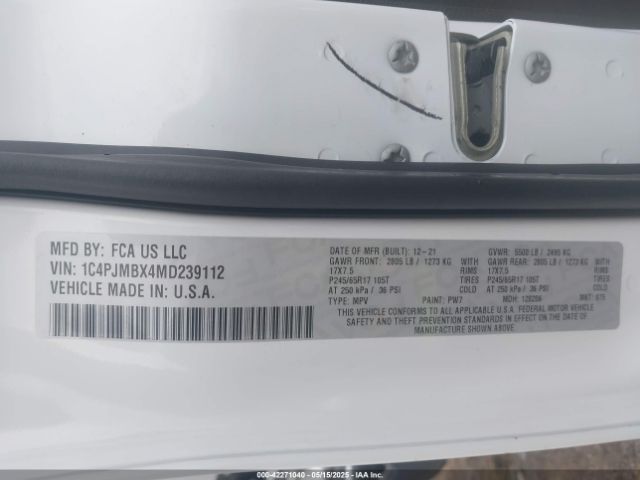 MFD BY: FCA US LLC
VIN: 1C4PJMBX4MD239112
VEHICLE MADE IN: U.S.A.
DATE OF MFR / BUILT: 12-21
GVWR: 5500 LB / 2495 KG
GAWR FRONT: 2805 LB / 1273 KG WITH
GAWR REAR: 2805 LB / 1273 KG WITH
17X7.5 RIMS
17X7.5 RIMS
P245/65R17 105T TIRES
P245/65R17 105T TIRES
AT 250 kPa / 36 PSI COLD
AT 250 kPa / 36 PSI COLD
TYPE: MPV PAINT: PW7 MDH: MKT:
THIS VEHICLE CONFORMS TO ALL APPLICABLE U.S.A. FEDERAL MOTOR VEHICLE
SAFETY AND THEFT PREVENTION STANDARDS IN EFFECT ON THE DATE OF
MANUFACTURE SHOWN ABOVE.
000-42271040 - 05/15/2025 - IAAI.COM